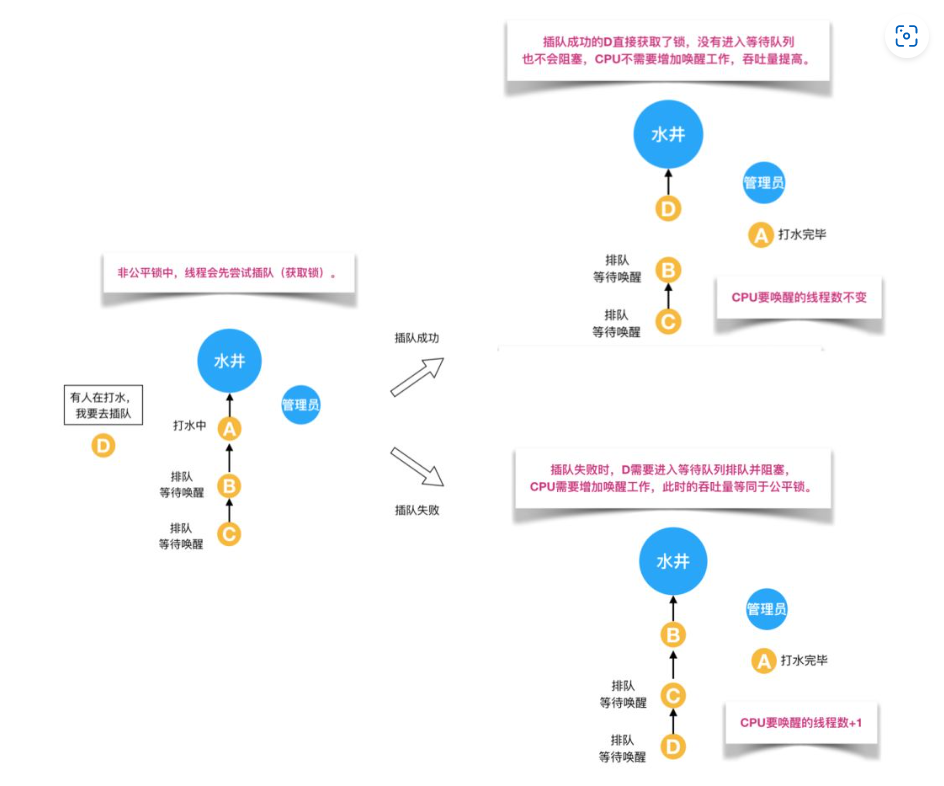 非公平锁中，线程会先尝试插队（获取锁）。
水井
有人在打水，
我要去插队
D
管理员
打水中
A
排队
等待唤醒
B
排队
等待唤醒
C
插队成功
插队失败
插队成功的D直接获取了锁，没有进入等待队列
也不会阻塞，CPU不需要增加唤醒工作，吞吐量提高。
水井
管理员
D
A
打水完毕
排队
等待唤醒
B
CPU要唤醒的线程数不变
排队
等待唤醒
C
插队失败时，D需要进入等待队列排队并阻塞，
CPU需要增加唤醒工作，此时的吞吐量等同于公平锁。
水井
管理员
B
A
打水完毕
排队
等待唤醒
C
CPU要唤醒的线程数+1
排队
等待唤醒
D